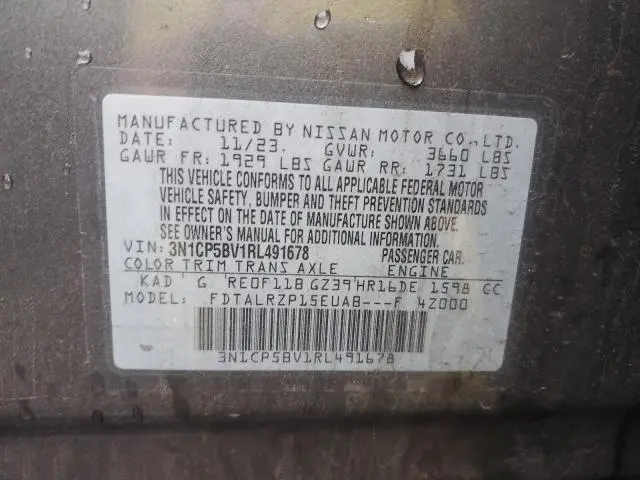 MANUFACTURED BY NISSAN MOTOR CO., LTD.
DATE: 11/23. GVWR: 3660 LBS
GAWR FR: 1929 LBS GAWR RR: 1731 LBS
THIS VEHICLE CONFORMS TO ALL APPLICABLE FEDERAL MOTOR
VEHICLE SAFETY, BUMPER AND THEFT PREVENTION STANDARDS
IN EFFECT ON THE DATE OF MANUFACTURE SHOWN ABOVE.
SEE OWNER'S MANUAL FOR ADDITIONAL INFORMATION.
VIN: 3N1CP5BV1RL491678 PASSENGER CAR.
COLOR TRIM TRANS AXLE ENGINE
KAD G RE0F11B GZ39 HR16DE 1598 CC
MODEL: FDTALRZP15EUAB---F 4Z000
3N1CP5BV1RL491678